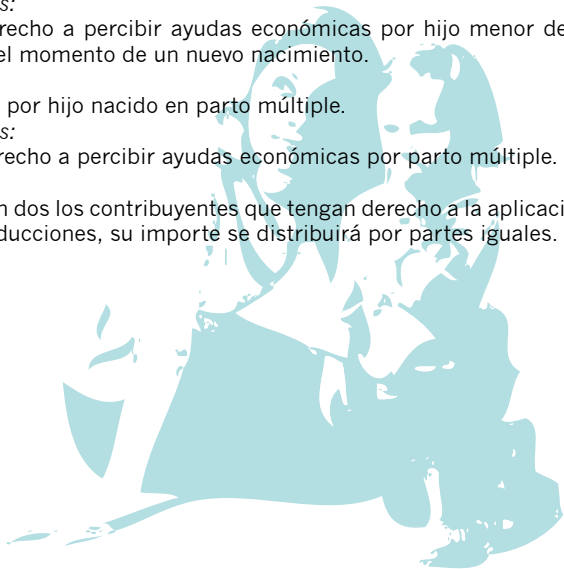 s:
recho a percibir ayudas económicas por hijo menor de
el momento de un nuevo nacimiento.
por hijo nacido en parto múltiple.
s:
recho a percibir ayudas económicas por parto múltiple.
n dos los contribuyentes que tengan derecho a la aplicaci
ducciones, su importe se distribuirá por partes iguales.